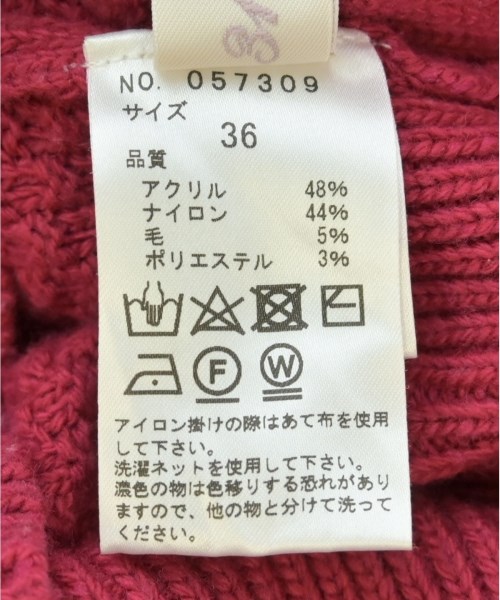 NO. 057309
サイズ
36
品質
アクリル 48%
ナイロン 44%
毛 5%
ポリエステル 3%
F W
アイロン掛けの際はあて布を使用
して下さい。
洗濯ネットを使用して下さい。
濃色の物は色移りする恐れがあり
ますので、他の物と分けて洗って
ください。